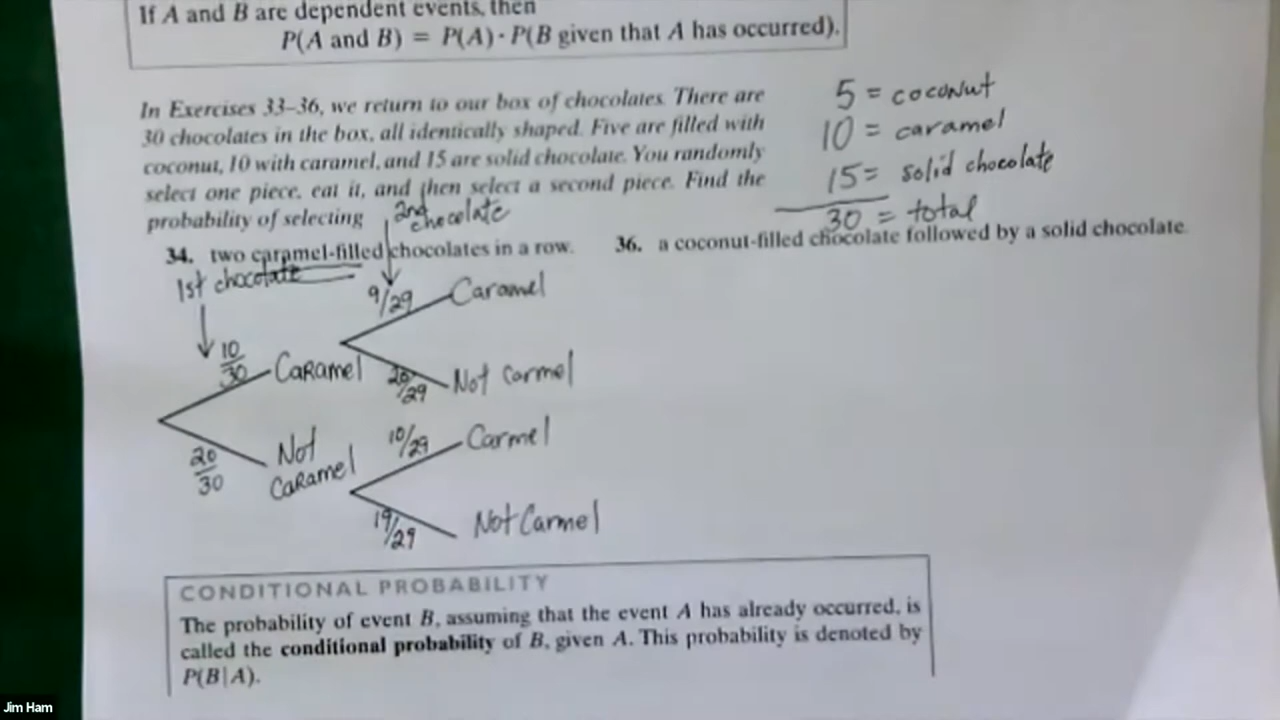 If A and B are dependent events, then
P(A and B) = P(A) · P(B given that A has occurred).
In Exercises 33–36, we return to our box of chocolates. There are
30 chocolates in the box, all identically shaped. Five are filled with
coconut, 10 with caramel, and 15 are solid chocolate. You randomly
select one piece, eat it, and then select a second piece. Find the
probability of selecting
5 = coconut
10 = caramel
15 = solid chocolate
30 = total
2nd
chocolate
34. two caramel-filled chocolates in a row.
36. a coconut-filled chocolate followed by a solid chocolate.
1st chocolate
9/29
Caramel
10
30
Caramel
20/29
Not Carmel
20
30
Not
Caramel
10/29
Carmel
19/29
Not Carmel
CONDITIONAL PROBABILITY
The probability of event B, assuming that the event A has already occurred, is
called the conditional probability of B, given A. This probability is denoted by
P(B|A).
Jim Ham